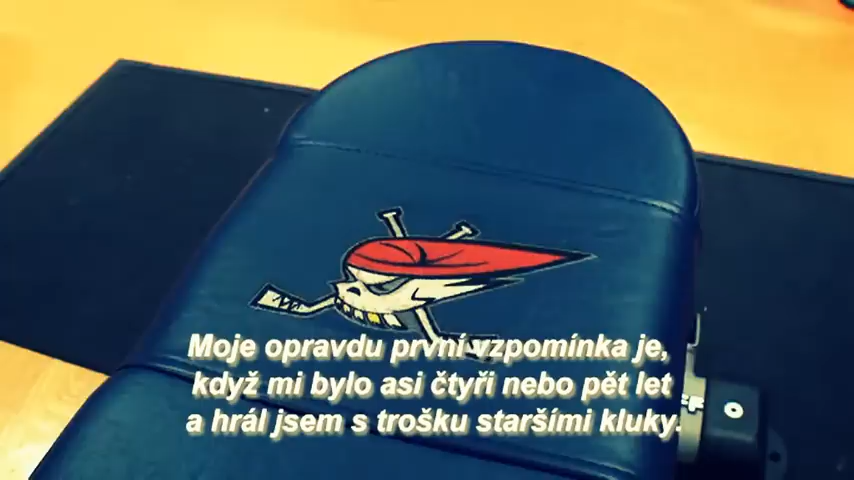 Moje opravdu první vzpomínka je,
když mi bylo asi čtyři nebo pět let
a hrál jsem s trošku staršími kluky.